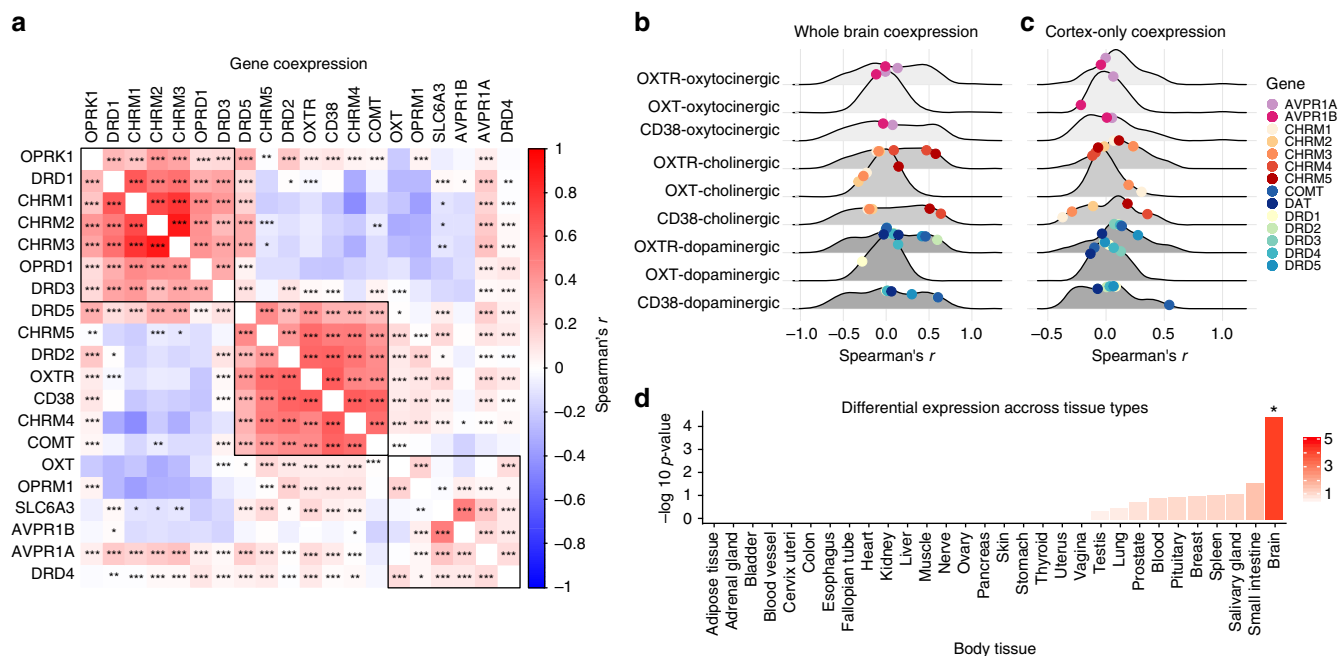 a
Gene coexpression
OPRK1
DRD1
CHRM1
CHRM2
CHRM3
OPRD1
DRD3
DRD5
CHRM5
DRD2
OXTR
CD38
CHRM4
COMT
OXT
OPRM1
SLC6A3
AVPR1B
AVPR1A
DRD4
OPRK1
DRD1
CHRM1
CHRM2
CHRM3
OPRD1
DRD3
DRD5
CHRM5
DRD2
OXTR
CD38
CHRM4
COMT
OXT
OPRM1
SLC6A3
AVPR1B
AVPR1A
DRD4
1
0.8
0.6
0.4
0.2
0
−0.2
−0.4
−0.6
−0.8
−1
Spearman's r
b
Whole brain coexpression
OXTR-oxytocinergic
OXT-oxytocinergic
CD38-oxytocinergic
OXTR-cholinergic
OXT-cholinergic
CD38-cholinergic
OXTR-dopaminergic
OXT-dopaminergic
CD38-dopaminergic
−1.0 −0.5 0.0 0.5 1.0
Spearman's r
c
Cortex-only coexpression
−0.5 0.0 0.5 1.0
Spearman's r
Gene
AVPR1A
AVPR1B
CHRM1
CHRM2
CHRM3
CHRM4
CHRM5
COMT
DAT
DRD1
DRD2
DRD3
DRD4
DRD5
d
Differential expression accross tissue types
−log 10 p-value
4
3
2
1
0
*
5
3
1
Adipose tissue
Adrenal gland
Bladder
Blood vessel
Cervix uteri
Colon
Esophagus
Fallopian tube
Heart
Kidney
Liver
Muscle
Nerve
Ovary
Pancreas
Skin
Stomach
Thyroid
Uterus
Vagina
Testis
Lung
Prostate
Blood
Pituitary
Breast
Spleen
Salivary gland
Small intestine
Brain
Body tissue